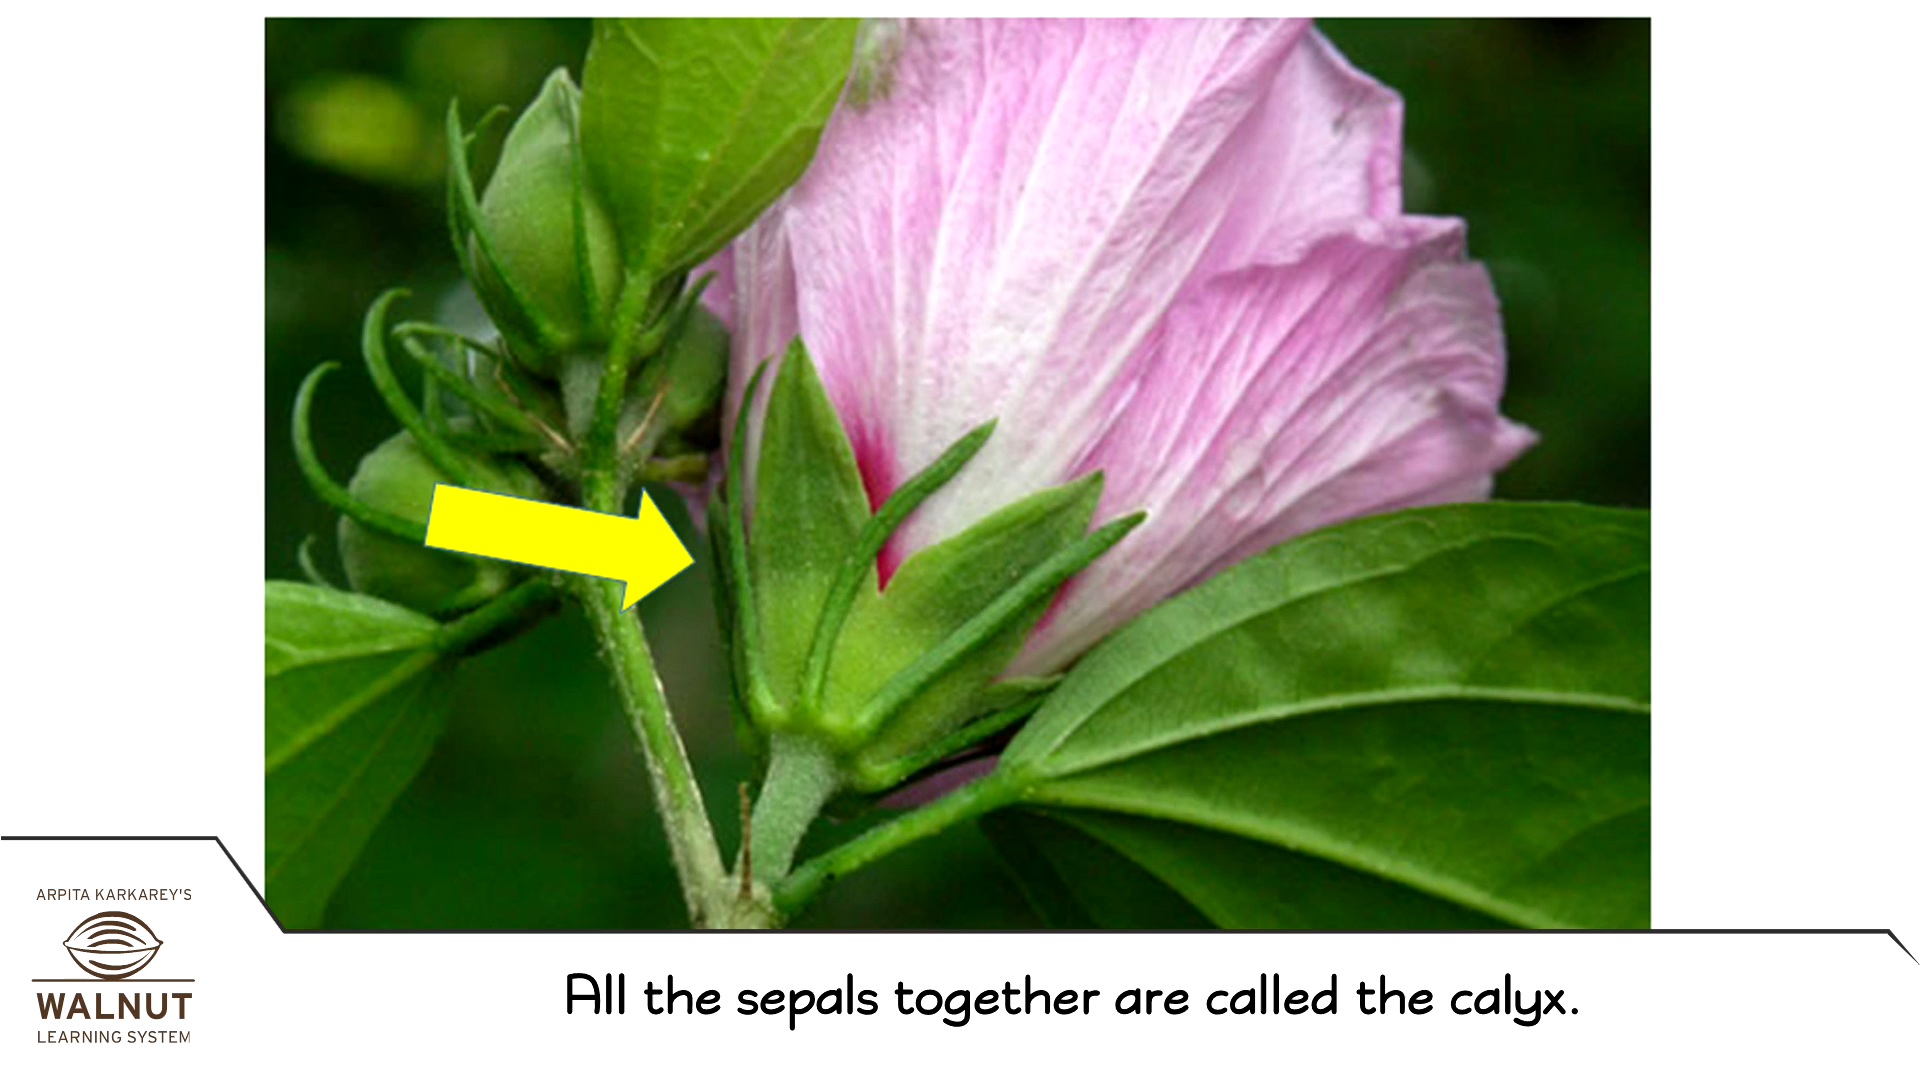 ARPITA KARKAREY'S
WALNUT
LEARNING SYSTEM
All the sepals together are called the calyx.